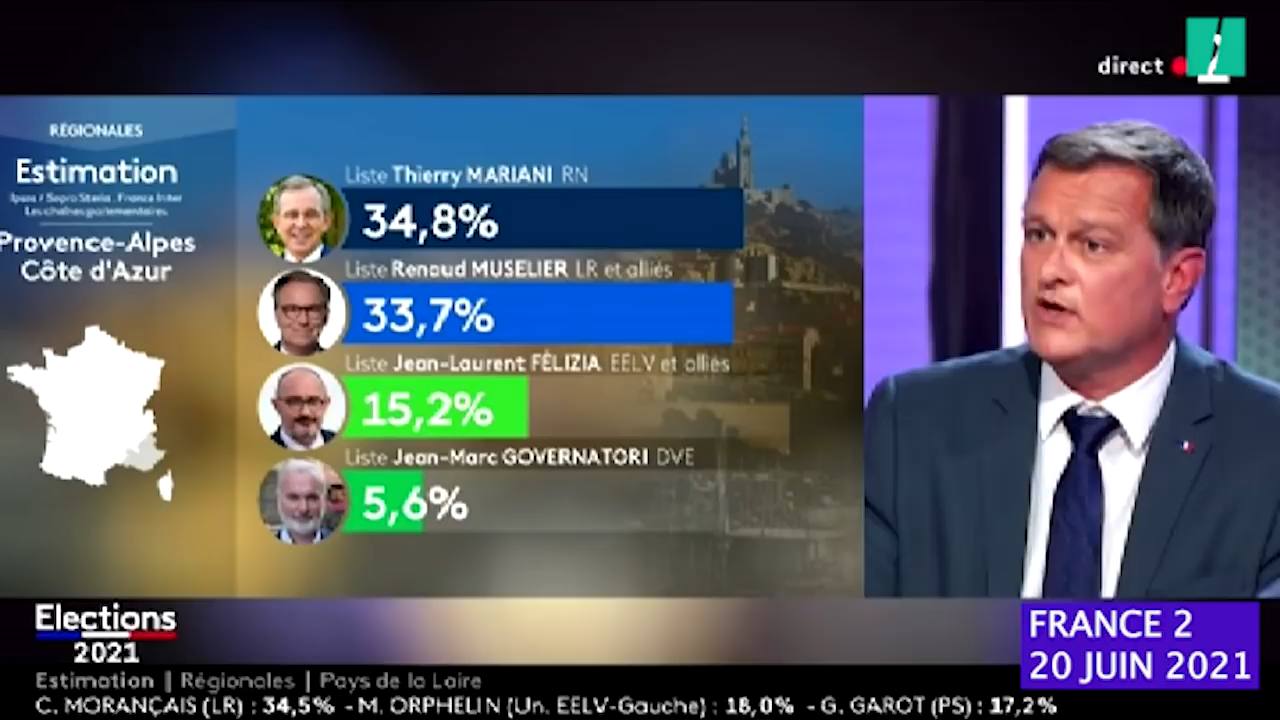 direct
RÉGIONALES
Estimation
Ipsos / Sopra Steria, France Inter
Les chaînes parlementaires
Provence-Alpes
Côte d'Azur
Liste Thierry MARIANI RN
34,8%
Liste Renaud MUSELIER LR et alliés
33,7%
Liste Jean-Laurent FÉLIZIA EELV et alliés
15,2%
Liste Jean-Marc GOVERNATORI DVE
5,6%
Elections
2021
FRANCE 2
20 JUIN 2021
Estimation | Régionales | Pays de la Loire
C. MORANÇAIS (LR) : 34,5% - M. ORPHELIN (Un. EELV-Gauche) : 18,0% - G. GAROT (PS) : 17,2%